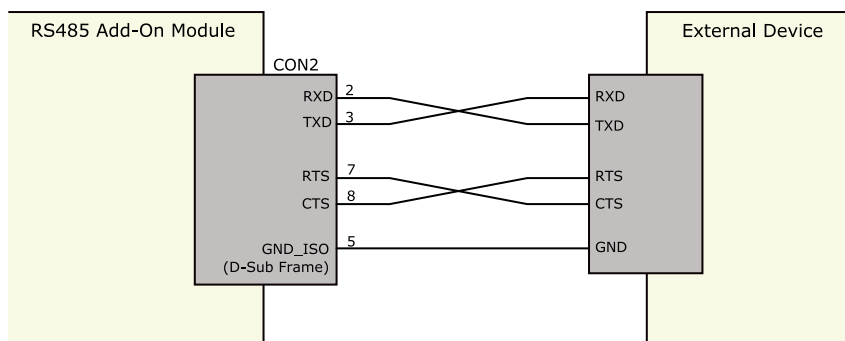 RS485 Add-On Module
External Device
CON2
RXD 2
TXD 3
RTS 7
CTS 8
GND_ISO 5
(D-Sub Frame)
RXD
TXD
RTS
CTS
GND